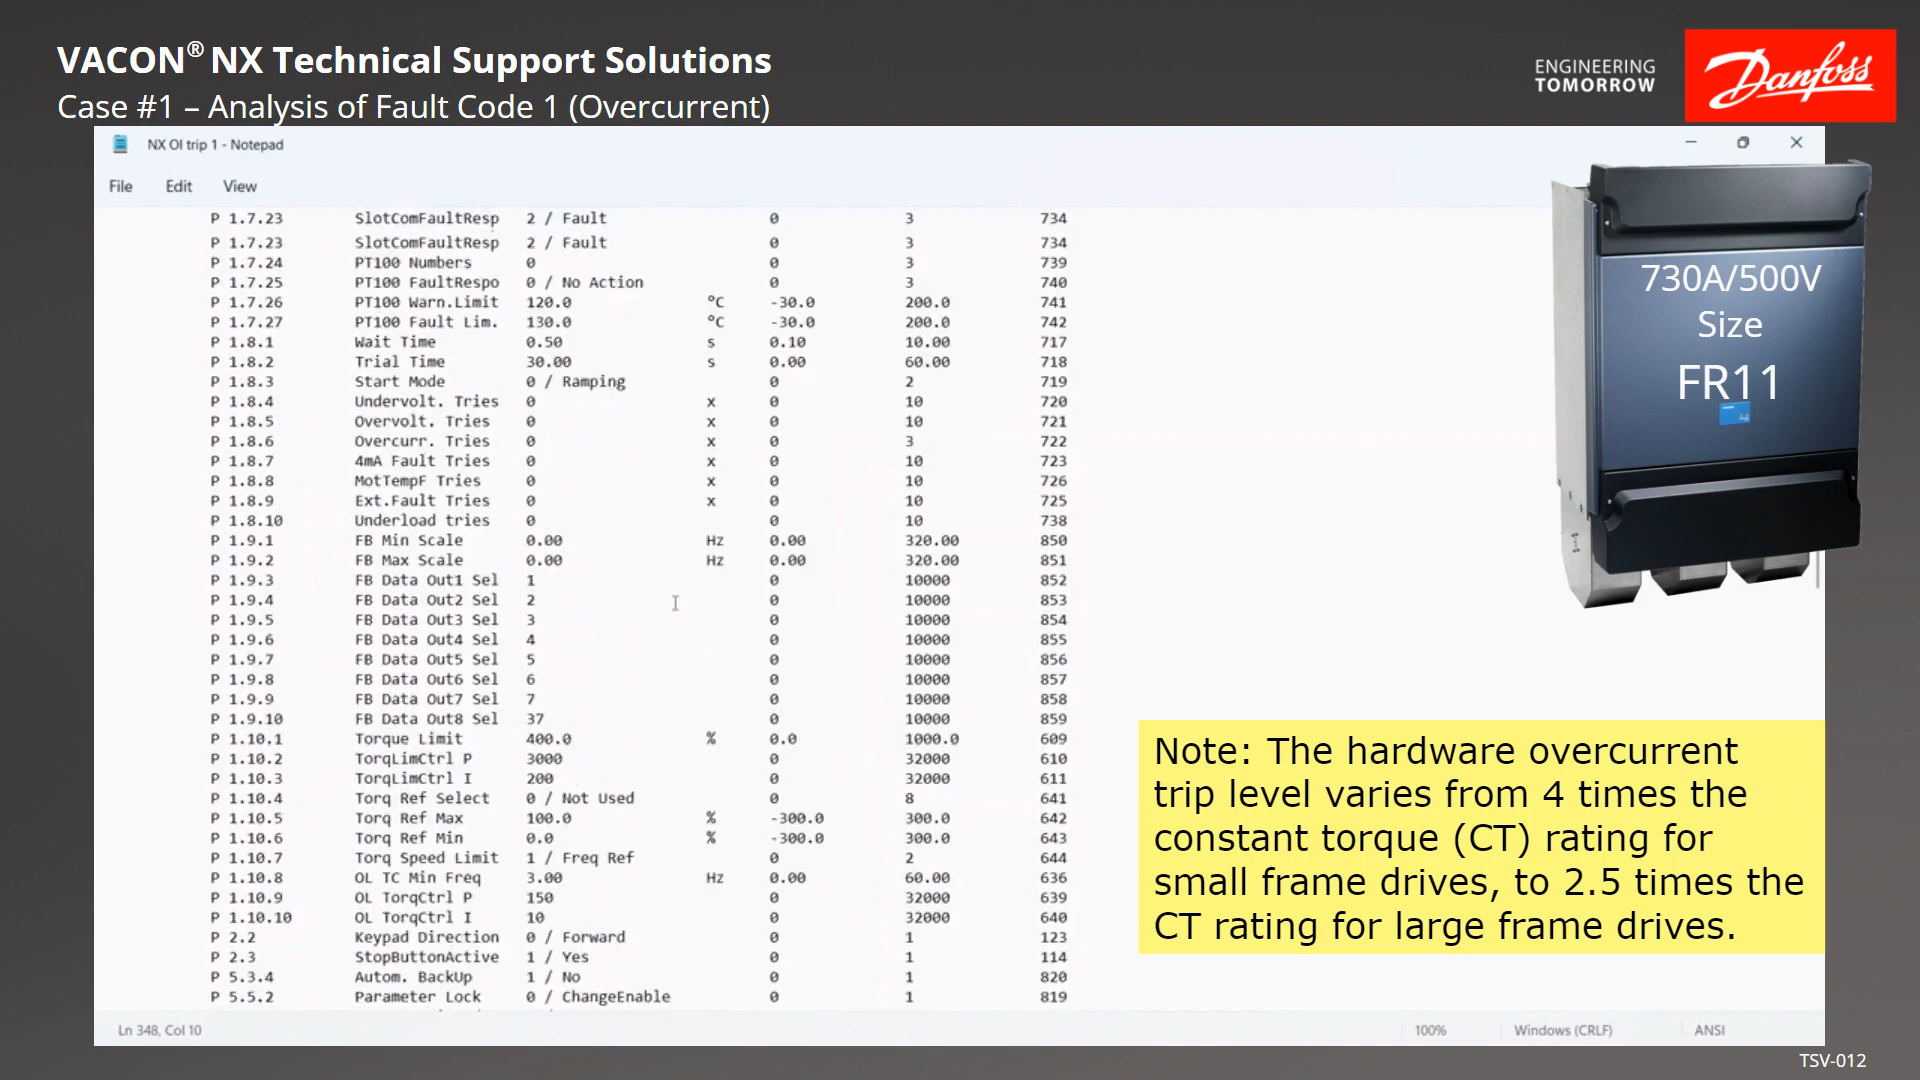 VACON® NX Technical Support Solutions
Case #1 – Analysis of Fault Code 1 (Overcurrent)
ENGINEERING
TOMORROW
Danfoss
NX OI trip 1 - Notepad
File Edit View
P 1.7.23 SlotComFaultResp 2 / Fault 0 3 734
P 1.7.23 SlotComFaultResp 2 / Fault 0 3 734
P 1.7.24 PT100 Numbers 0 0 3 739
P 1.7.25 PT100 FaultRespo 0 / No Action 0 3 740
P 1.7.26 PT100 Warn.Limit 120.0 °C -30.0 200.0 741
P 1.7.27 PT100 Fault Lim. 130.0 °C -30.0 200.0 742
P 1.8.1 Wait Time 0.50 s 0.10 10.00 717
P 1.8.2 Trial Time 30.00 s 0.00 60.00 718
P 1.8.3 Start Mode 0 / Ramping 0 2 719
P 1.8.4 Undervolt. Tries 0 x 0 10 720
P 1.8.5 Overvolt. Tries 0 x 0 10 721
P 1.8.6 Overcurr. Tries 0 x 0 3 722
P 1.8.7 4mA Fault Tries 0 x 0 10 723
P 1.8.8 MotTempF Tries 0 x 0 10 726
P 1.8.9 Ext.Fault Tries 0 x 0 10 725
P 1.8.10 Underload tries 0 0 10 738
P 1.9.1 FB Min Scale 0.00 Hz 0.00 320.00 850
P 1.9.2 FB Max Scale 0.00 Hz 0.00 320.00 851
P 1.9.3 FB Data Out1 Sel 1 0 10000 852
P 1.9.4 FB Data Out2 Sel 2 0 10000 853
P 1.9.5 FB Data Out3 Sel 3 0 10000 854
P 1.9.6 FB Data Out4 Sel 4 0 10000 855
P 1.9.7 FB Data Out5 Sel 5 0 10000 856
P 1.9.8 FB Data Out6 Sel 6 0 10000 857
P 1.9.9 FB Data Out7 Sel 7 0 10000 858
P 1.9.10 FB Data Out8 Sel 37 0 10000 859
P 1.10.1 Torque Limit 400.0 % 0.0 1000.0 609
P 1.10.2 TorqLimCtrl P 3000 0 32000 610
P 1.10.3 TorqLimCtrl I 200 0 32000 611
P 1.10.4 Torq Ref Select 0 / Not Used 0 8 641
P 1.10.5 Torq Ref Max 100.0 % -300.0 300.0 642
P 1.10.6 Torq Ref Min 0.0 % -300.0 300.0 643
P 1.10.7 Torq Speed Limit 1 / Freq Ref 0 2 644
P 1.10.8 OL TC Min Freq 3.00 Hz 0.00 60.00 636
P 1.10.9 OL TorqCtrl P 150 0 32000 639
P 1.10.10 OL TorqCtrl I 10 0 32000 640
P 2.2 Keypad Direction 0 / Forward 0 1 123
P 2.3 StopButtonActive 1 / Yes 0 1 114
P 5.3.4 Autom. BackUp 1 / No 0 1 820
P 5.5.2 Parameter Lock 0 / ChangeEnable 0 1 819
730A/500V
Size
FR11
Note: The hardware overcurrent
trip level varies from 4 times the
constant torque (CT) rating for
small frame drives, to 2.5 times the
CT rating for large frame drives.
Ln 348, Col 10 100% Windows (CRLF) ANSI
TSV-012